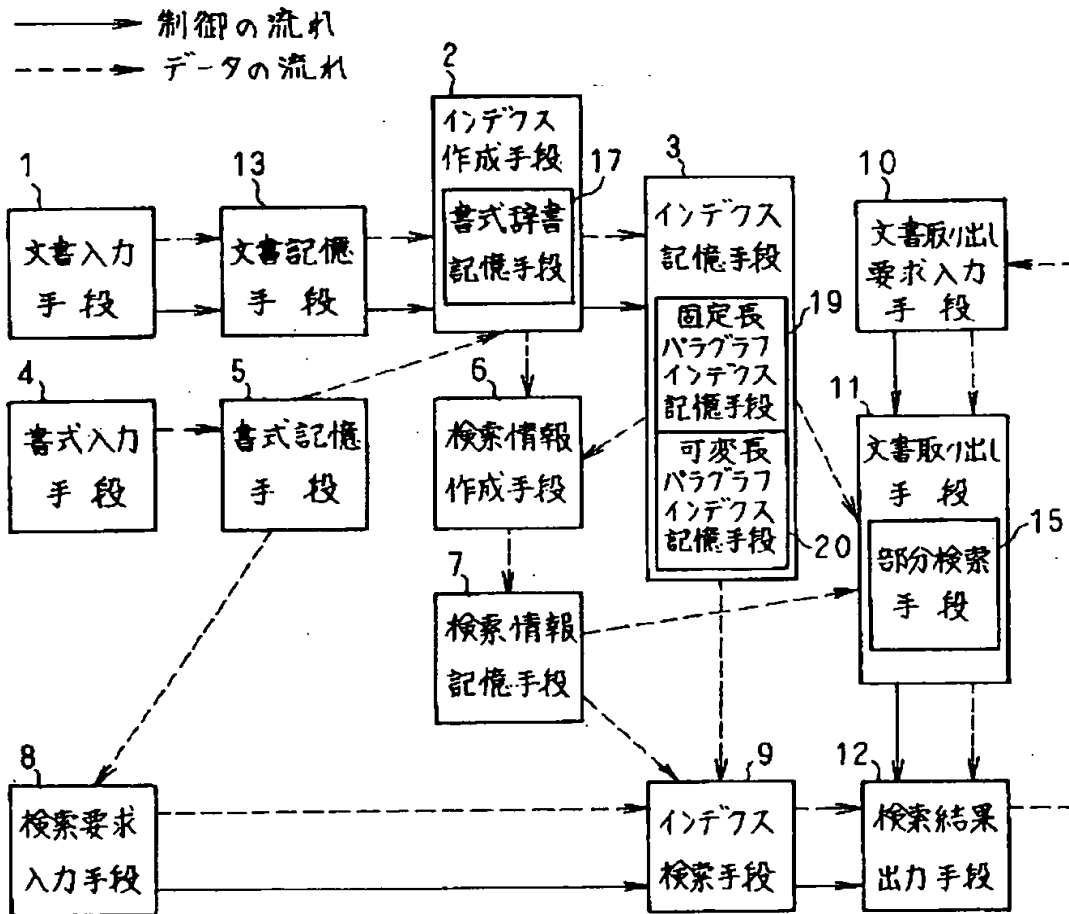 制御の流れ
データの流れ
1
文書入力
手段
13
文書記憶
手段
2
インデクス
作成手段
17
書式辞書
記憶手段
3
インデクス
記憶手段
19
固定長
パラグラフ
インデクス
記憶手段
可変長
パラグラフ
インデクス
記憶手段
20
10
文書取り出し
要求入力
手段
4
書式入力
手段
5
書式記憶
手段
6
検索情報
作成手段
11
文書取り出し
手段
15
部分検索
手段
7
検索情報
記憶手段
8
検索要求
入力手段
9
インデクス
検索手段
12
検索結果
出力手段